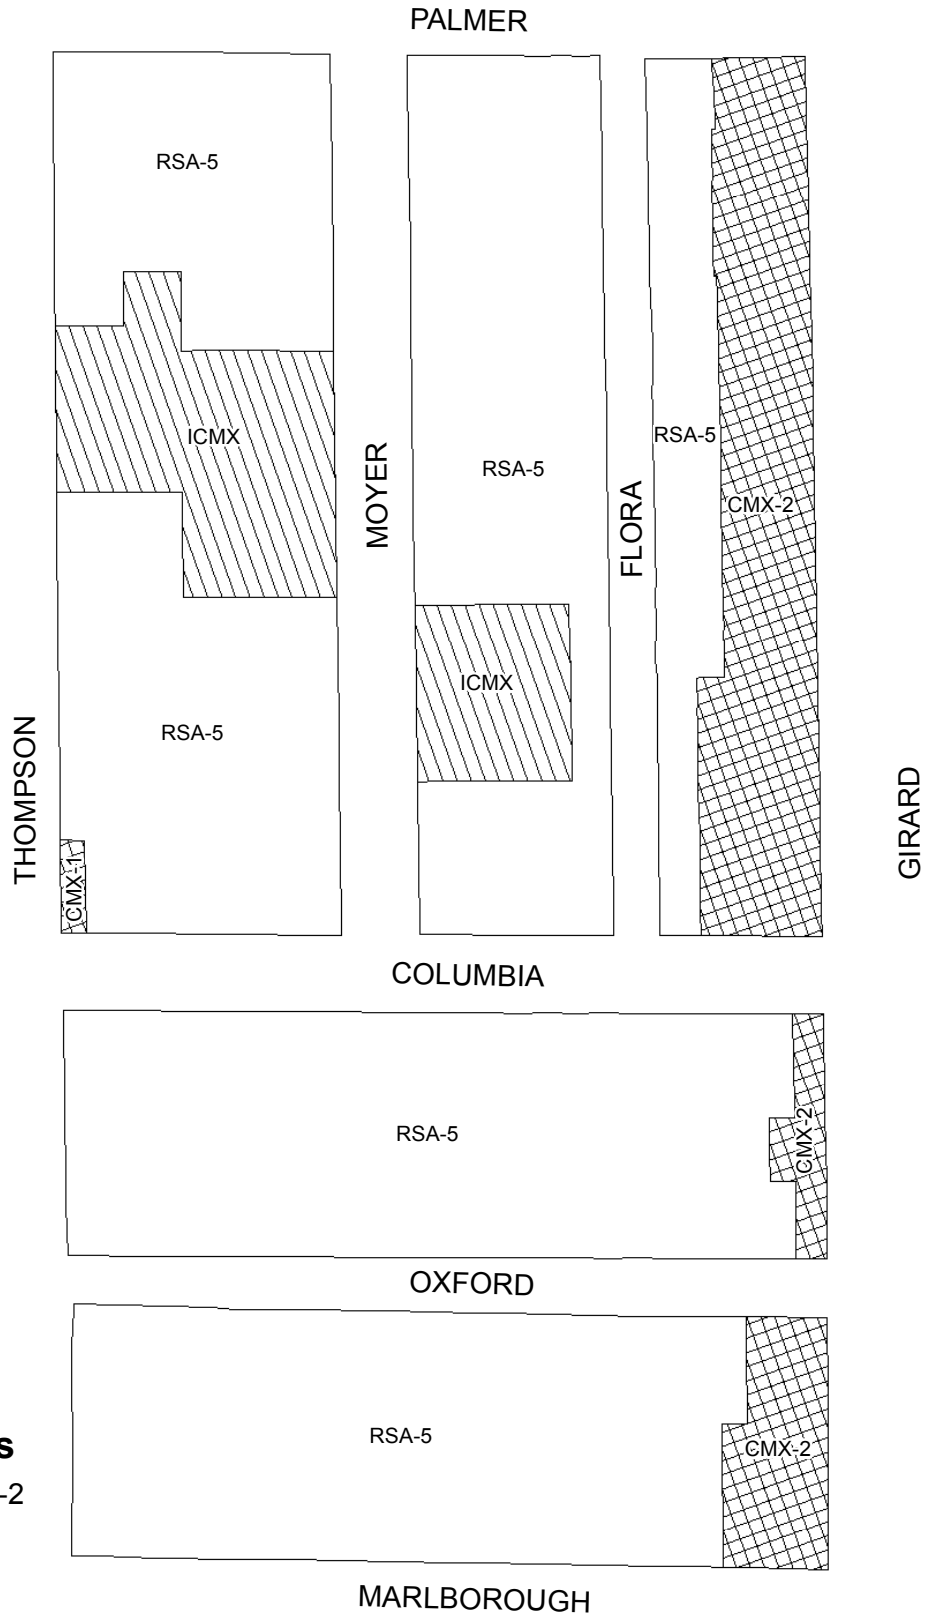 PALMER
RSA-5
ICMX
MOYER
RSA-5
FLORA
RSA-5
CMX-2
ICMX
RSA-5
THOMPSON
CMX-1
GIRARD
COLUMBIA
RSA-5
CMX-2
OXFORD
RSA-5
CMX-2
s
-2
MARLBOROUGH